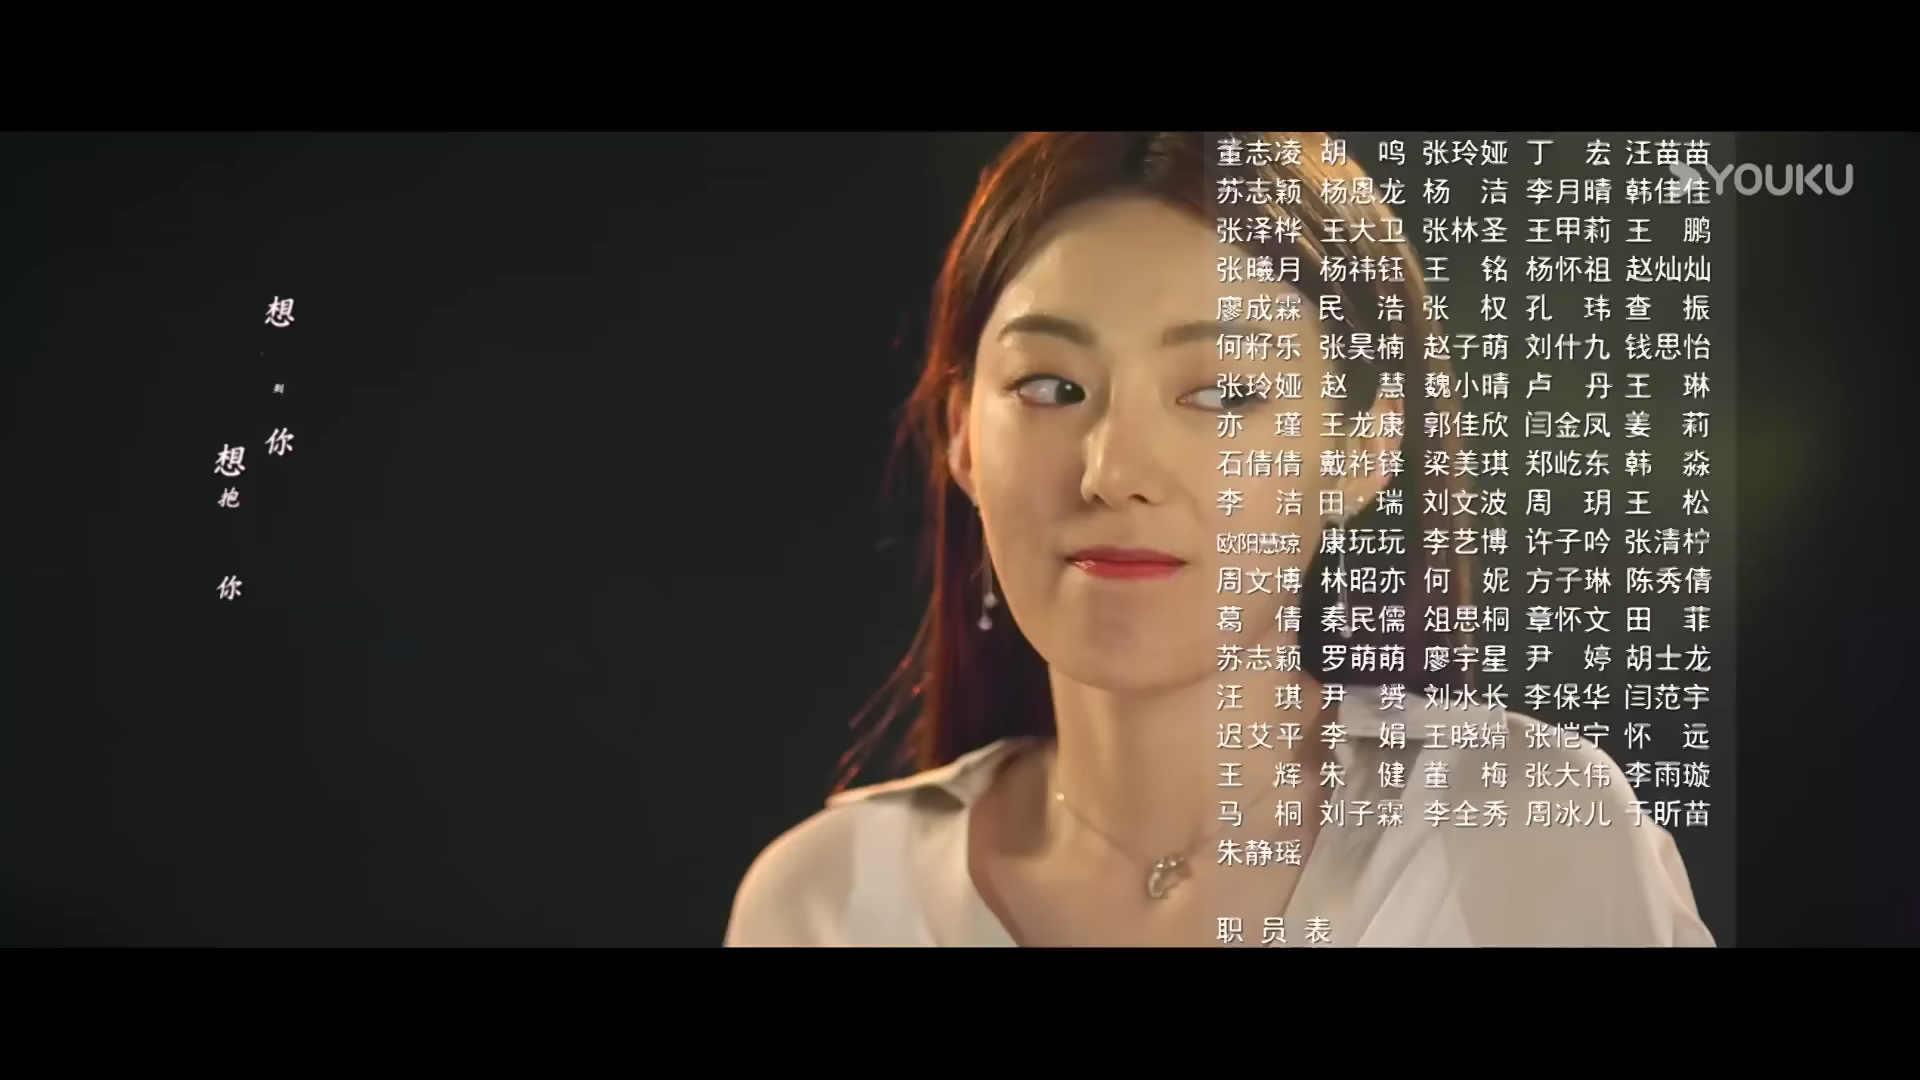 YOUKU
想到你
想抱你
董志凌 胡鸣 张玲娅 丁宏 汪苗苗
苏志颖 杨恩龙 杨洁 李月晴 韩佳佳
张泽桦 王大卫 张林圣 王甲莉 王鹏
张曦月 杨祎钰 王铭 杨怀祖 赵灿灿
廖成霖 民浩 张权 孔玮 查振
何籽乐 张昊楠 赵子萌 刘什九 钱思怡
张玲娅 赵慧 魏小晴 卢丹 王琳
亦瑾 王龙康 郭佳欣 闫金凤 姜莉
石倩倩 戴祚铎 梁美琪 郑屹东 韩淼
李洁 田瑞 刘文波 周玥 王松
欧阳慧琼 康玩玩 李艺博 许子吟 张清柠
周文博 林昭亦 何妮 方子琳 陈秀倩
葛倩 秦民儒 俎思桐 章怀文 田菲
苏志颖 罗萌萌 廖宇星 尹婷 胡士龙
汪琪 尹赟 刘水长 李保华 闫范宇
迟艾平 李娟 王晓婧 张恺宁 怀远
王辉 朱健 董梅 张大伟 李雨璇
马桐 刘子霖 李全秀 周冰儿 于昕苗
朱静瑶
职员表